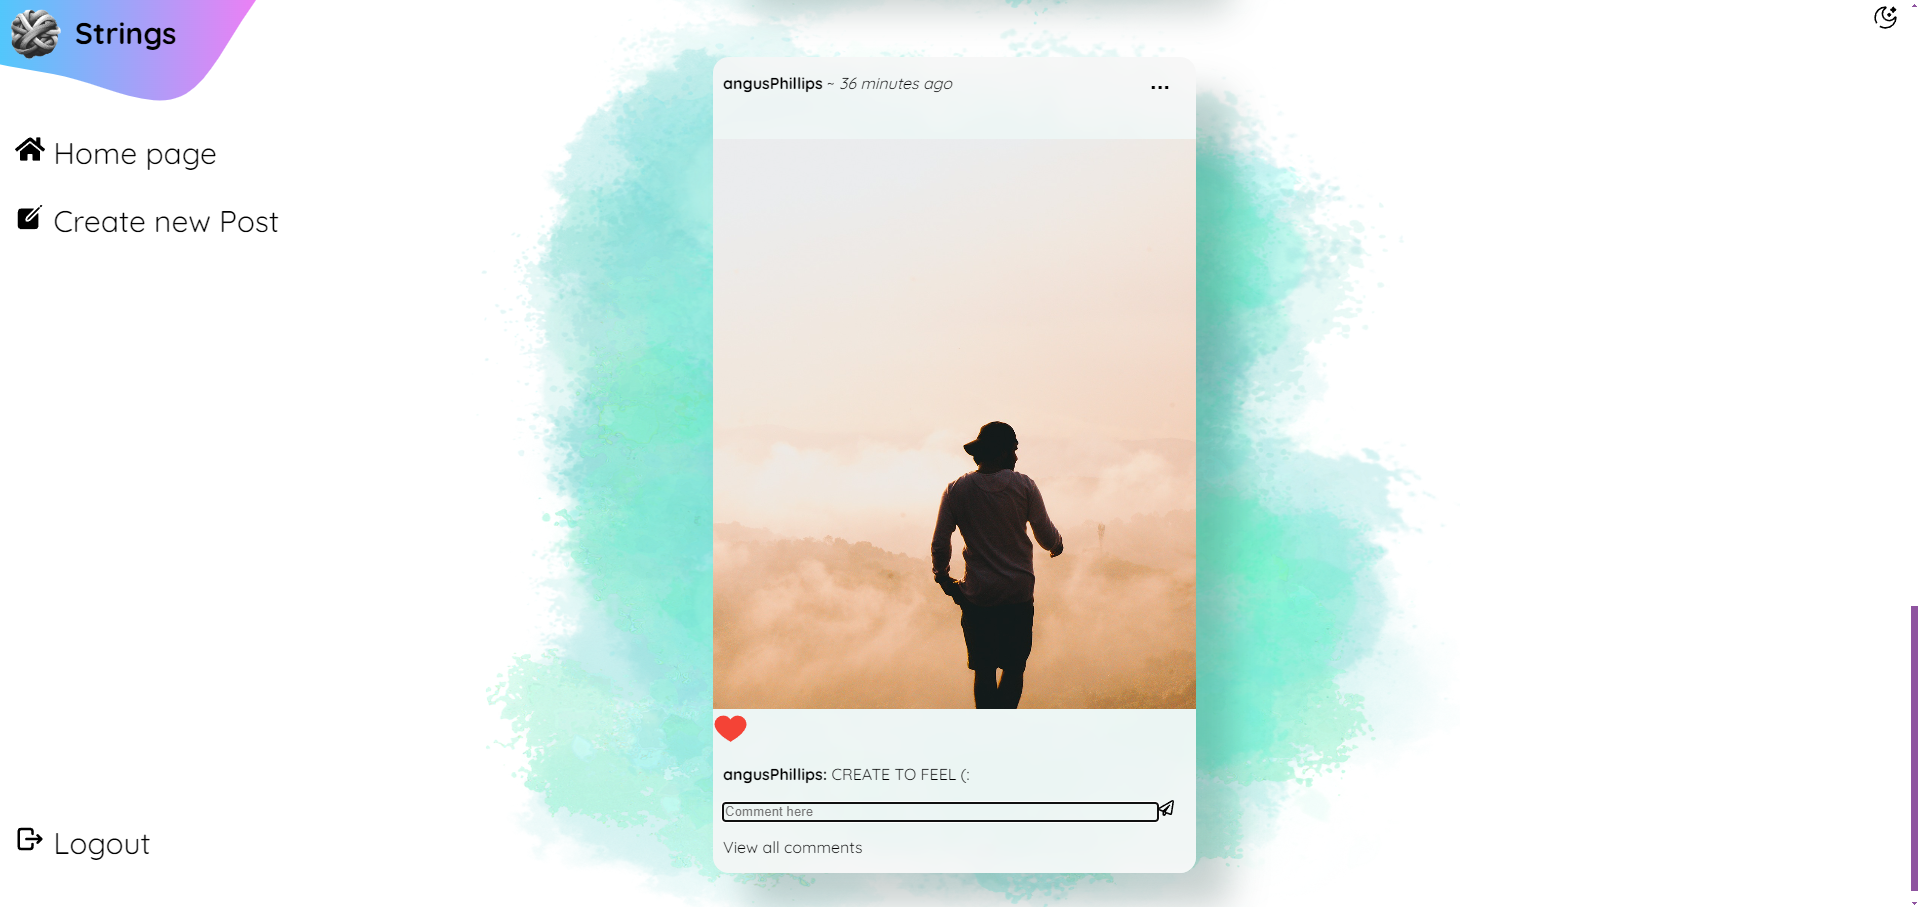 Strings
Home page
Create new Post
Logout
angusPhillips ~ 36 minutes ago
...
angusPhillips: CREATE TO FEEL (:
Comment here
View all comments